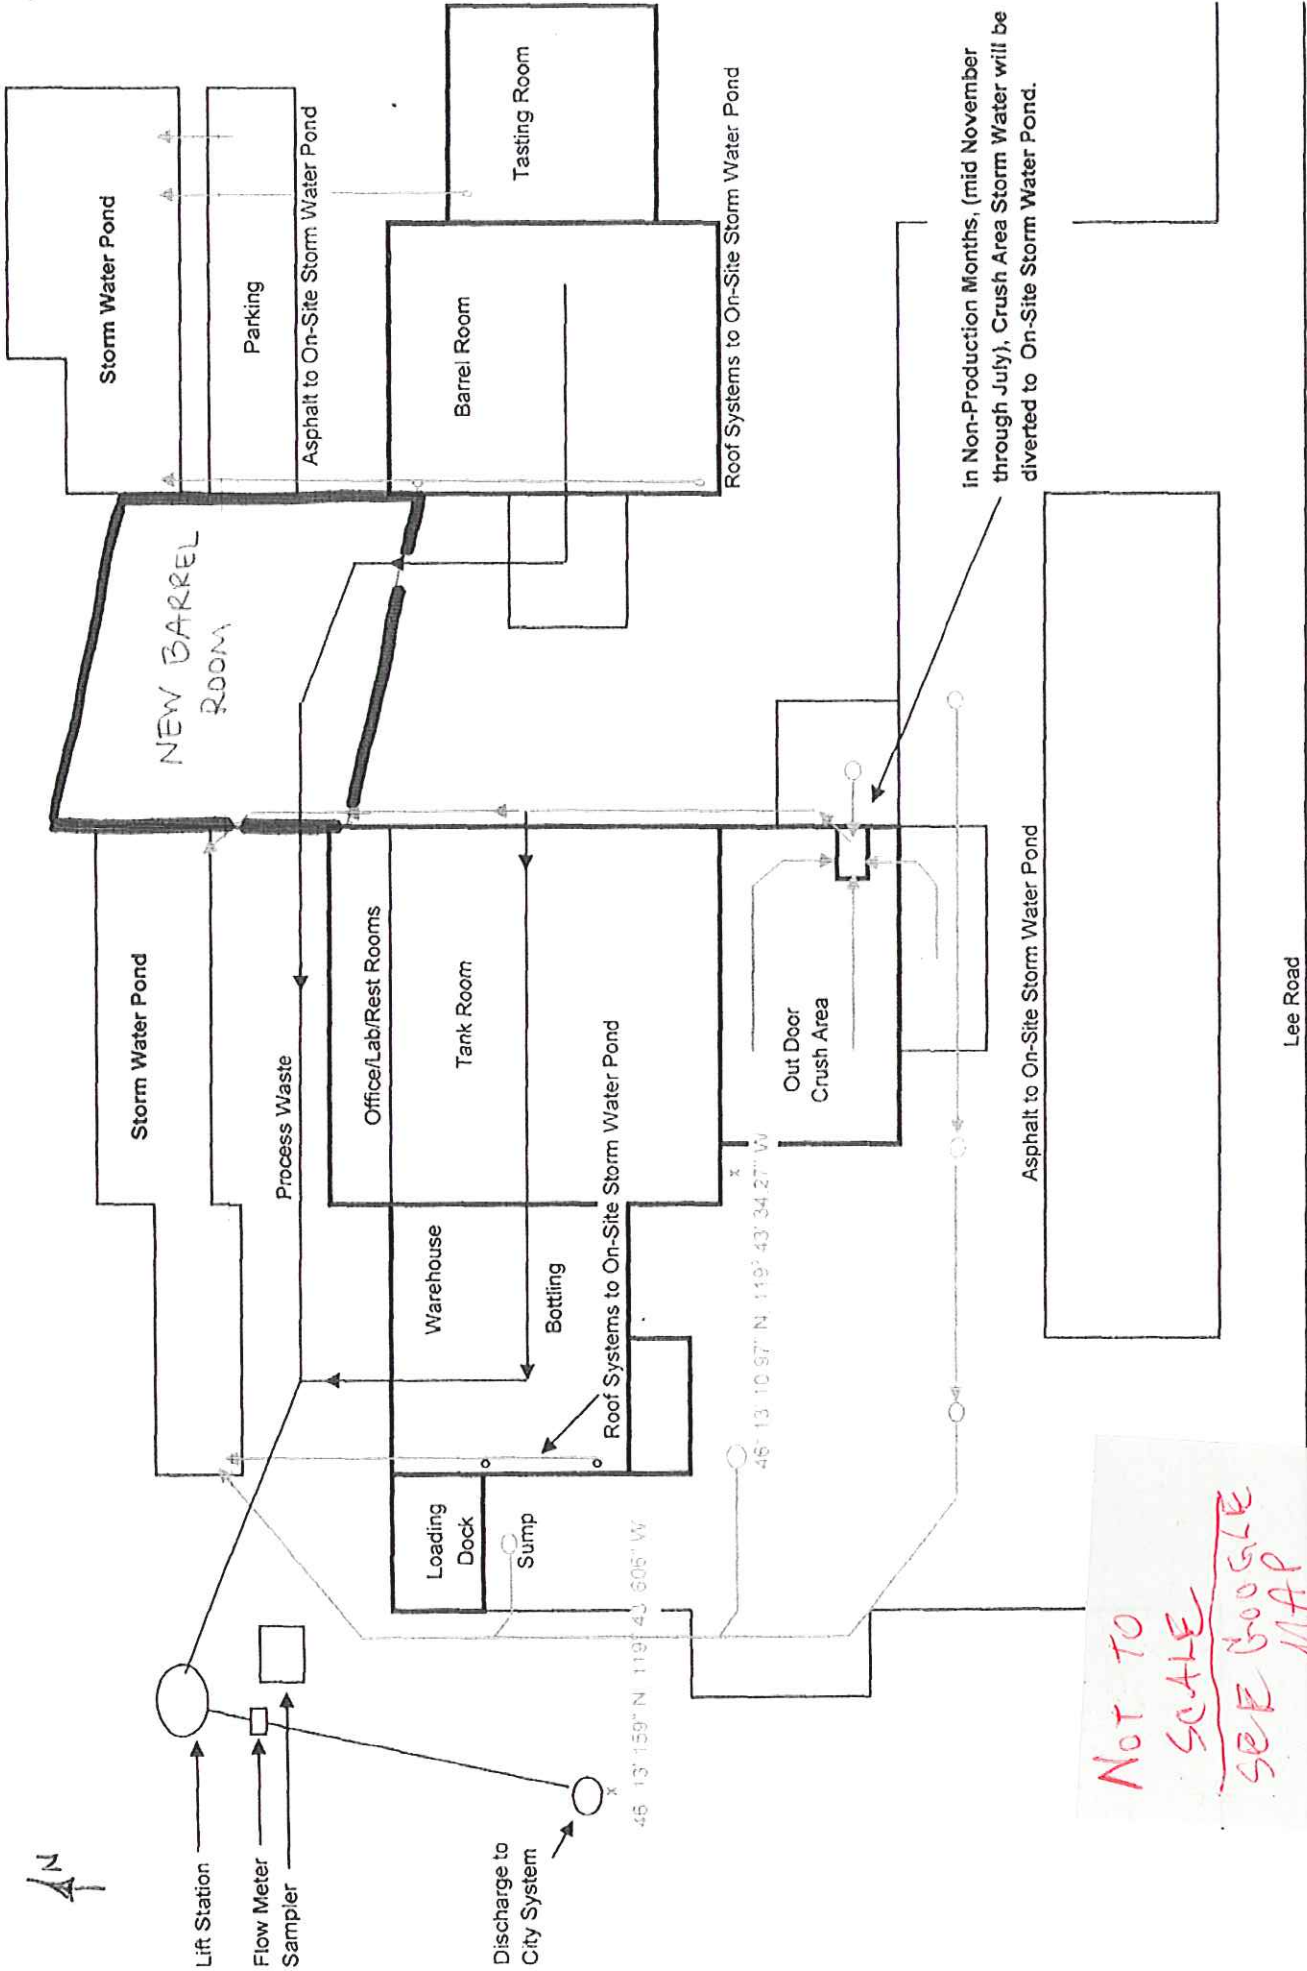 N
Lift Station
Flow Meter
Sampler
Discharge to
City System
Storm Water Pond
Process Waste
Office/Lab/Rest Rooms
Tank Room
Warehouse
Bottling
Loading
Dock
Sump
Roof Systems to On-Site Storm Water Pond
Out Door
Crush Area
NEW BARREL
ROOM
Storm Water Pond
Parking
Asphalt to On-Site Storm Water Pond
Barrel Room
Tasting Room
Roof Systems to On-Site Storm Water Pond
In Non-Production Months, (mid November
through July), Crush Area Storm Water will be
diverted to On-Site Storm Water Pond.
Asphalt to On-Site Storm Water Pond
Lee Road
NOT TO
SCALE
SEE GOOGLE
MAP